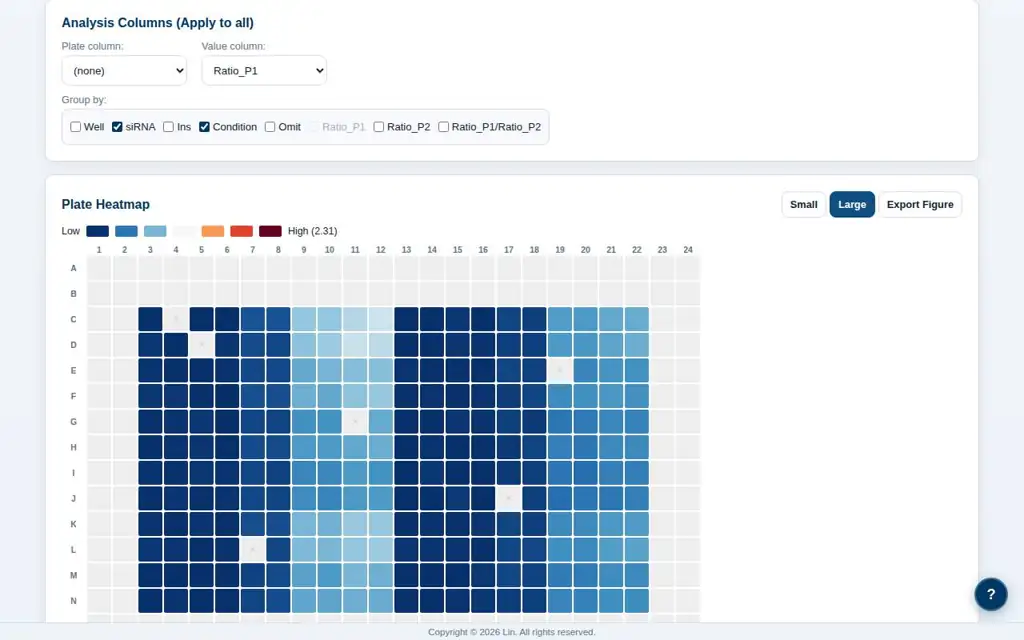 Analysis Columns (Apply to all)
Plate column: Value column:
(none) Ratio_P1
Group by:
Well siRNA Ins Condition Omit Ratio_P1 Ratio_P2 Ratio_P1/Ratio_P2
Plate Heatmap Small Large Export Figure
Low High (2.31)
1 2 3 4 5 6 7 8 9 10 11 12 13 14 15 16 17 18 19 20 21 22 23 24
A
B
C
D
E
F
G
H
I
J
K
L
M
N
?
Copyright © 2026 Lin. All rights reserved.